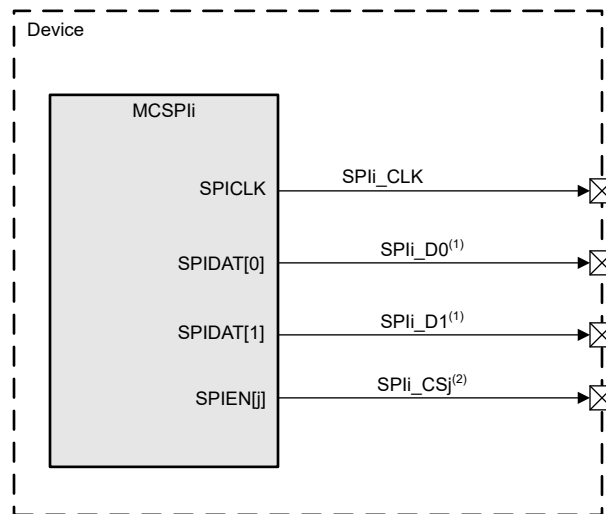 Device
MCSPIi
SPICLK
SPIi_CLK
SPIDAT[0]
SPIi_D0(1)
SPIDAT[1]
SPIi_D1(1)
SPIEN[j]
SPIi_CSj(2)